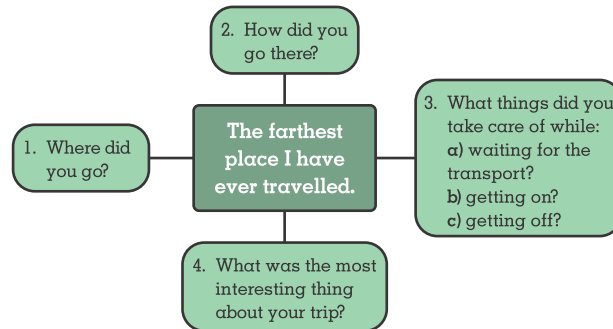 2. How did you
go there?
1. Where did
you go?
The farthest
place I have
ever travelled.
3. What things did you
take care of while:
a) waiting for the
transport?
b) getting on?
c) getting off?
4. What was the most
interesting thing
about your trip?